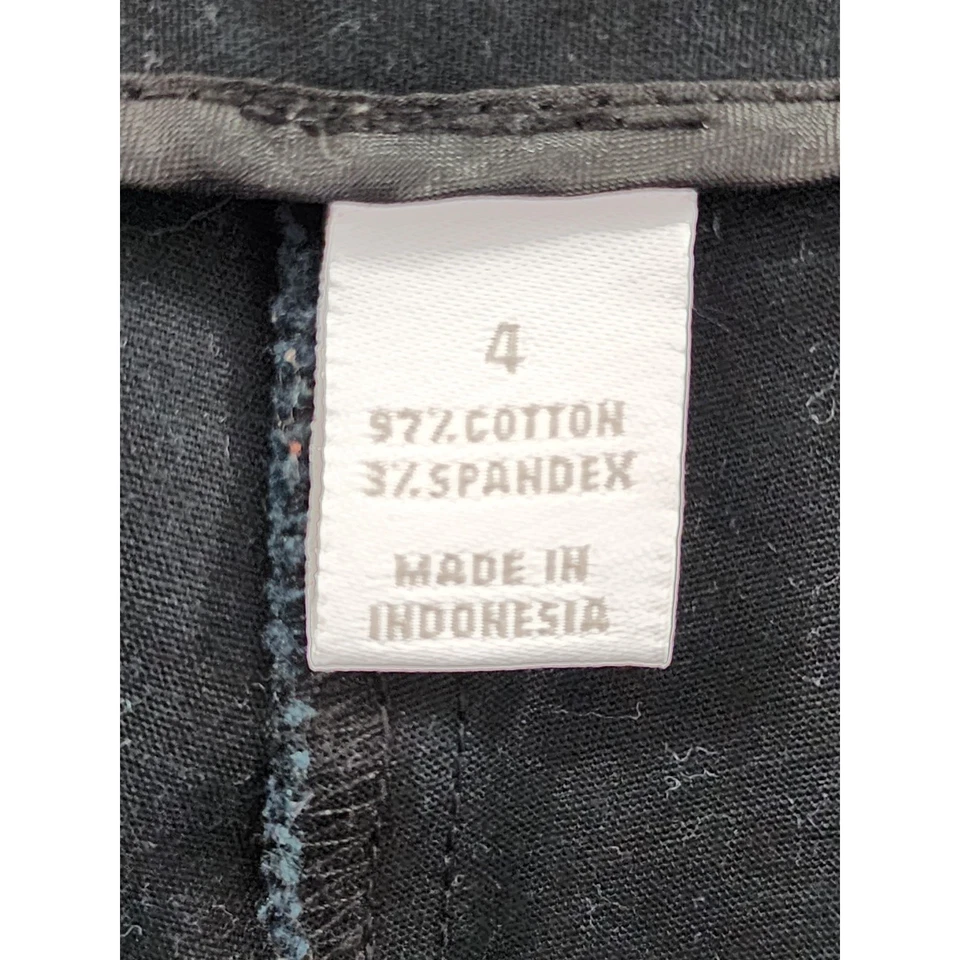 4
97% COTTON
3% SPANDEX
MADE IN
INDONESIA